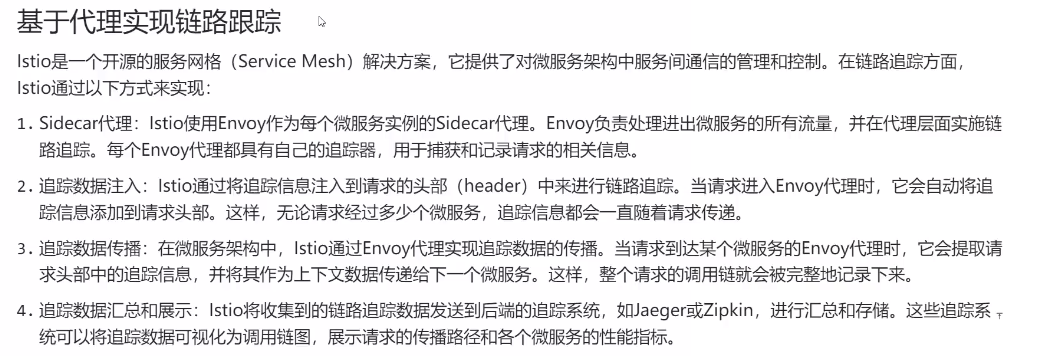 基于代理实现链路跟踪
Istio是一个开源的服务网格（Service Mesh）解决方案，它提供了对微服务架构中服务间通信的管理和控制。在链路追踪方面，
Istio通过以下方式来实现：
1. Sidecar代理：Istio使用Envoy作为每个微服务实例的Sidecar代理。Envoy负责处理进出微服务的所有流量，并在代理层面实施链
路追踪。每个Envoy代理都具有自己的追踪器，用于捕获和记录请求的相关信息。
2. 追踪数据注入：Istio通过将追踪信息注入到请求的头部（header）中来进行链路追踪。当请求进入Envoy代理时，它会自动将追
踪信息添加到请求头部。这样，无论请求经过多少个微服务，追踪信息都会一直随着请求传递。
3. 追踪数据传播：在微服务架构中，Istio通过Envoy代理实现追踪数据的传播。当请求到达某个微服务的Envoy代理时，它会提取请
求头部中的追踪信息，并将其作为上下文数据传递给下一个微服务。这样，整个请求的调用链就会被完整地记录下来。
4. 追踪数据汇总和展示：Istio将收集到的链路追踪数据发送到后端的追踪系统，如Jaeger或Zipkin，进行汇总和存储。这些追踪系
统可以将追踪数据可视化为调用链图，展示请求的传播路径和各个微服务的性能指标。